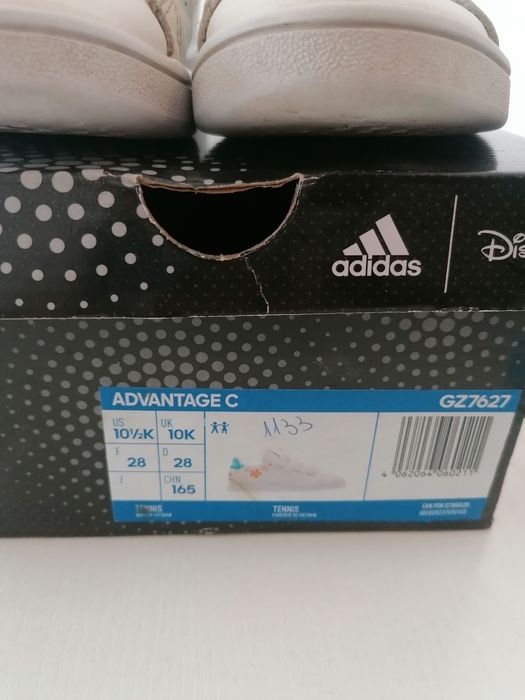 adidas
Dis
ADVANTAGE C GZ7627
US UK
10½K 10K 1133
F D
28 28
J CHN
165
4 062064 060211
TENNIS TENNIS